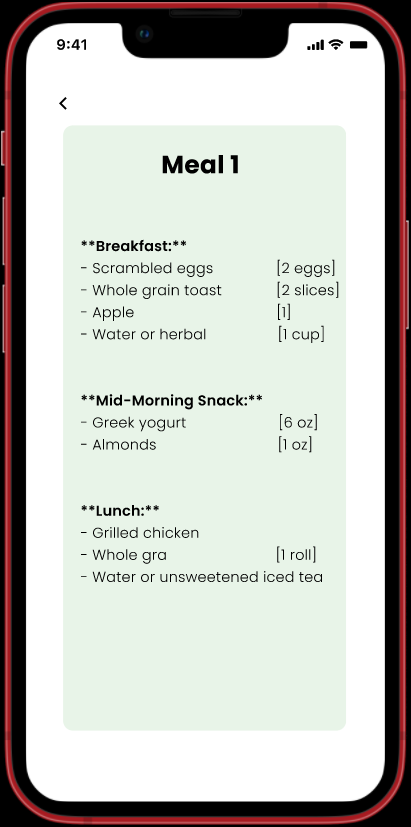 9:41
Meal 1
**Breakfast:**
- Scrambled eggs [2 eggs]
- Whole grain toast [2 slices]
- Apple [1]
- Water or herbal [1 cup]
**Mid-Morning Snack:**
- Greek yogurt [6 oz]
- Almonds [1 oz]
**Lunch:**
- Grilled chicken
- Whole gra [1 roll]
- Water or unsweetened iced tea